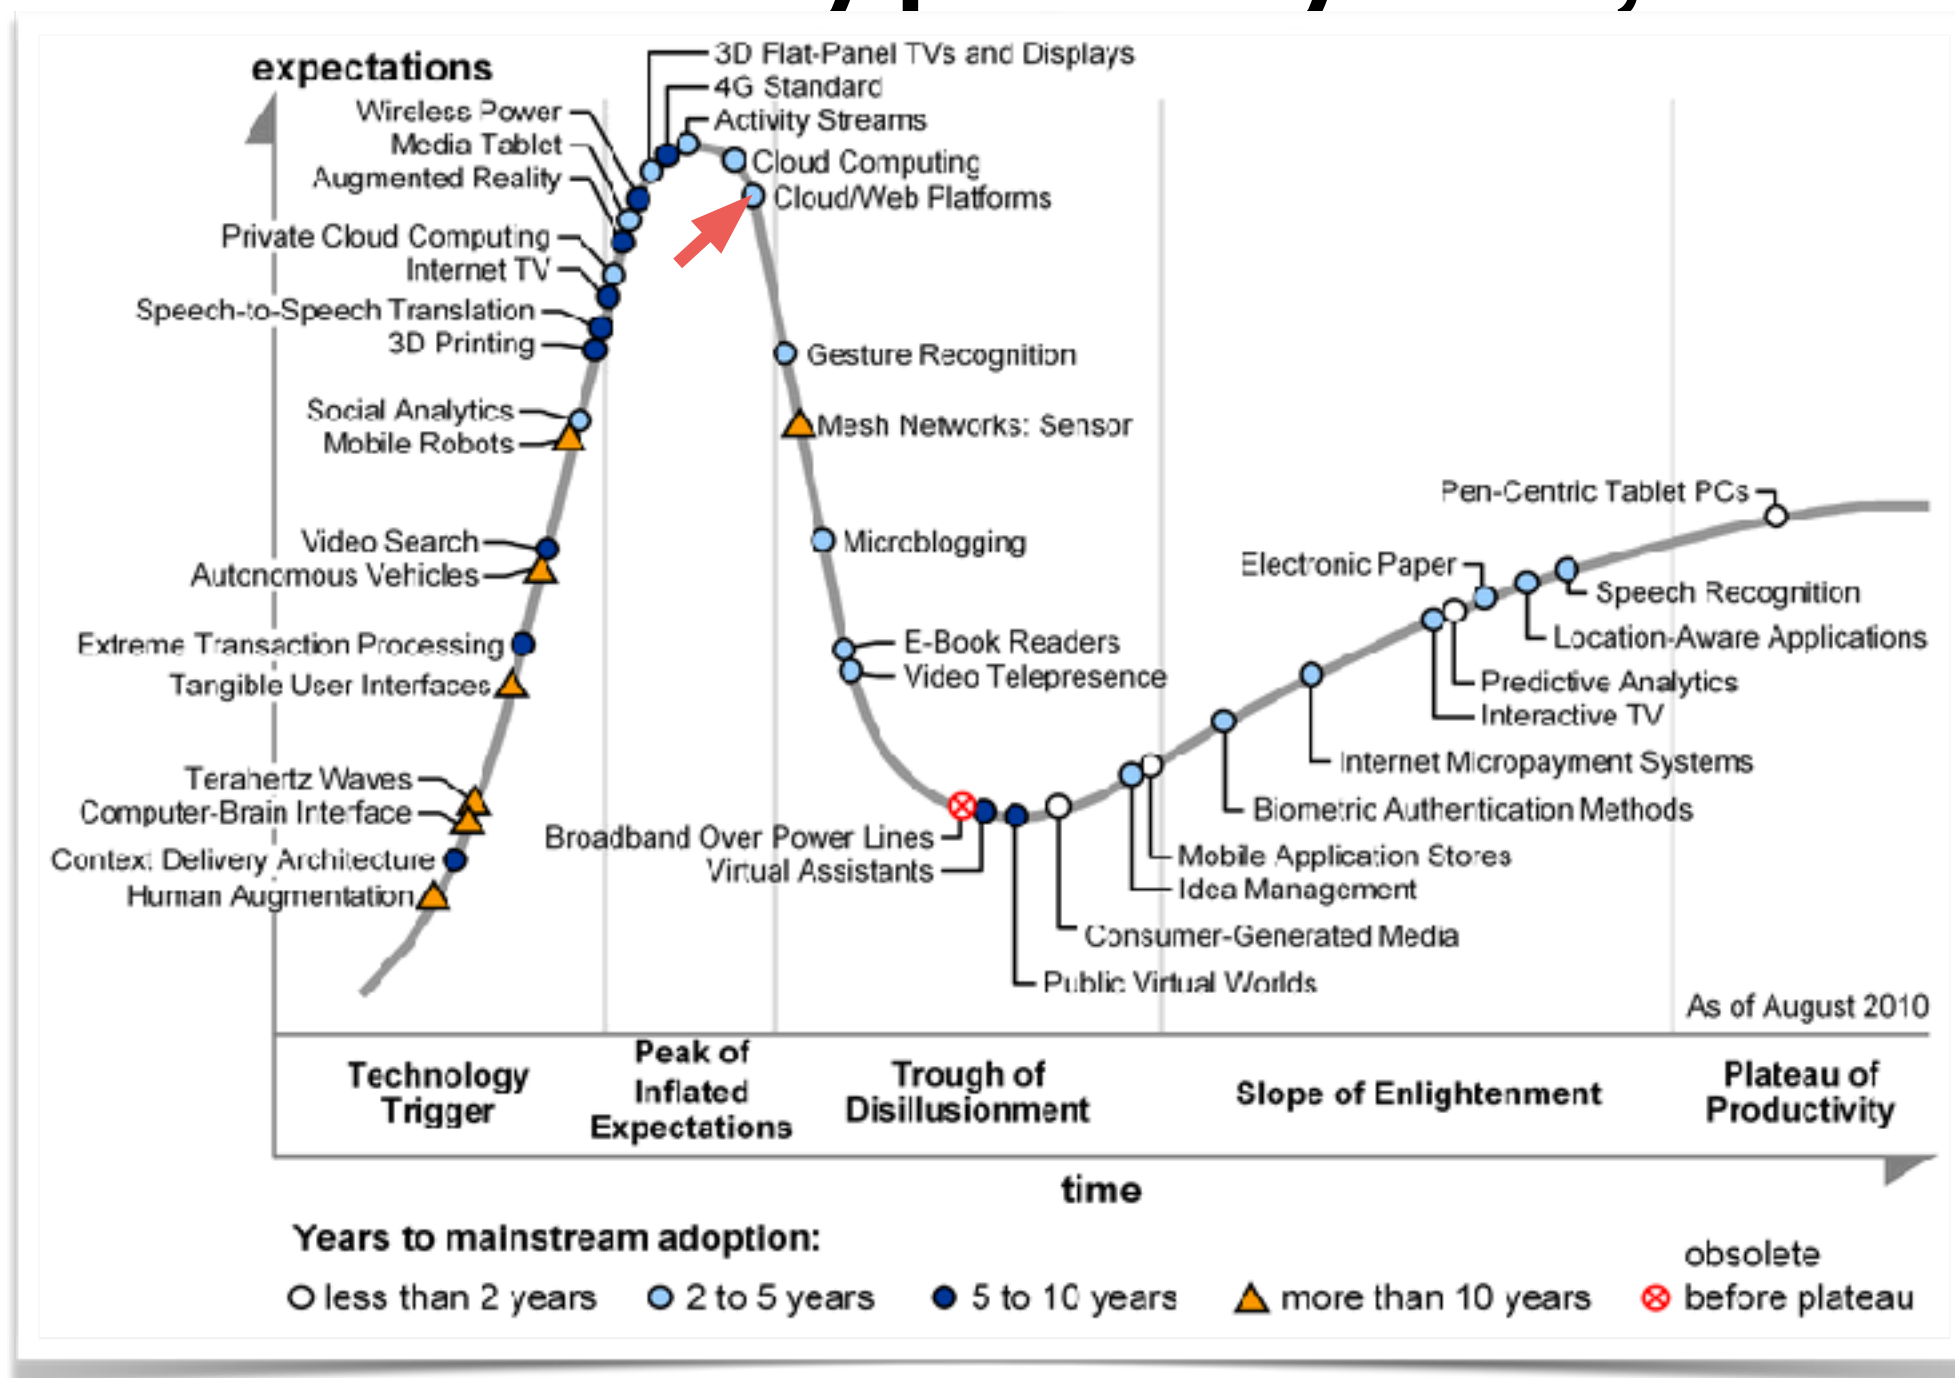 expectations
3D Flat-Panel TVs and Displays
4G Standard
Activity Streams
Wireless Power
Media Tablet
Augmented Reality
Cloud Computing
Cloud/Web Platforms
Private Cloud Computing
Internet TV
Speech-to-Speech Translation
3D Printing
Gesture Recognition
Social Analytics
Mobile Robots
Mesh Networks: Sensor
Video Search
Autonomous Vehicles
Microblogging
Extreme Transaction Processing
Tangible User Interfaces
E-Book Readers
Video Telepresence
Terahertz Waves
Computer-Brain Interface
Context Delivery Architecture
Human Augmentation
Broadband Over Power Lines
Virtual Assistants
Pen-Centric Tablet PCs
Electronic Paper
Speech Recognition
Location-Aware Applications
Predictive Analytics
Interactive TV
Internet Micropayment Systems
Biometric Authentication Methods
Mobile Application Stores
Idea Management
Consumer-Generated Media
Public Virtual Worlds
As of August 2010
Technology
Trigger
Peak of
Inflated
Expectations
Trough of
Disillusionment
Slope of Enlightenment
Plateau of
Productivity
time
Years to mainstream adoption:
less than 2 years
2 to 5 years
5 to 10 years
more than 10 years
obsolete
before plateau